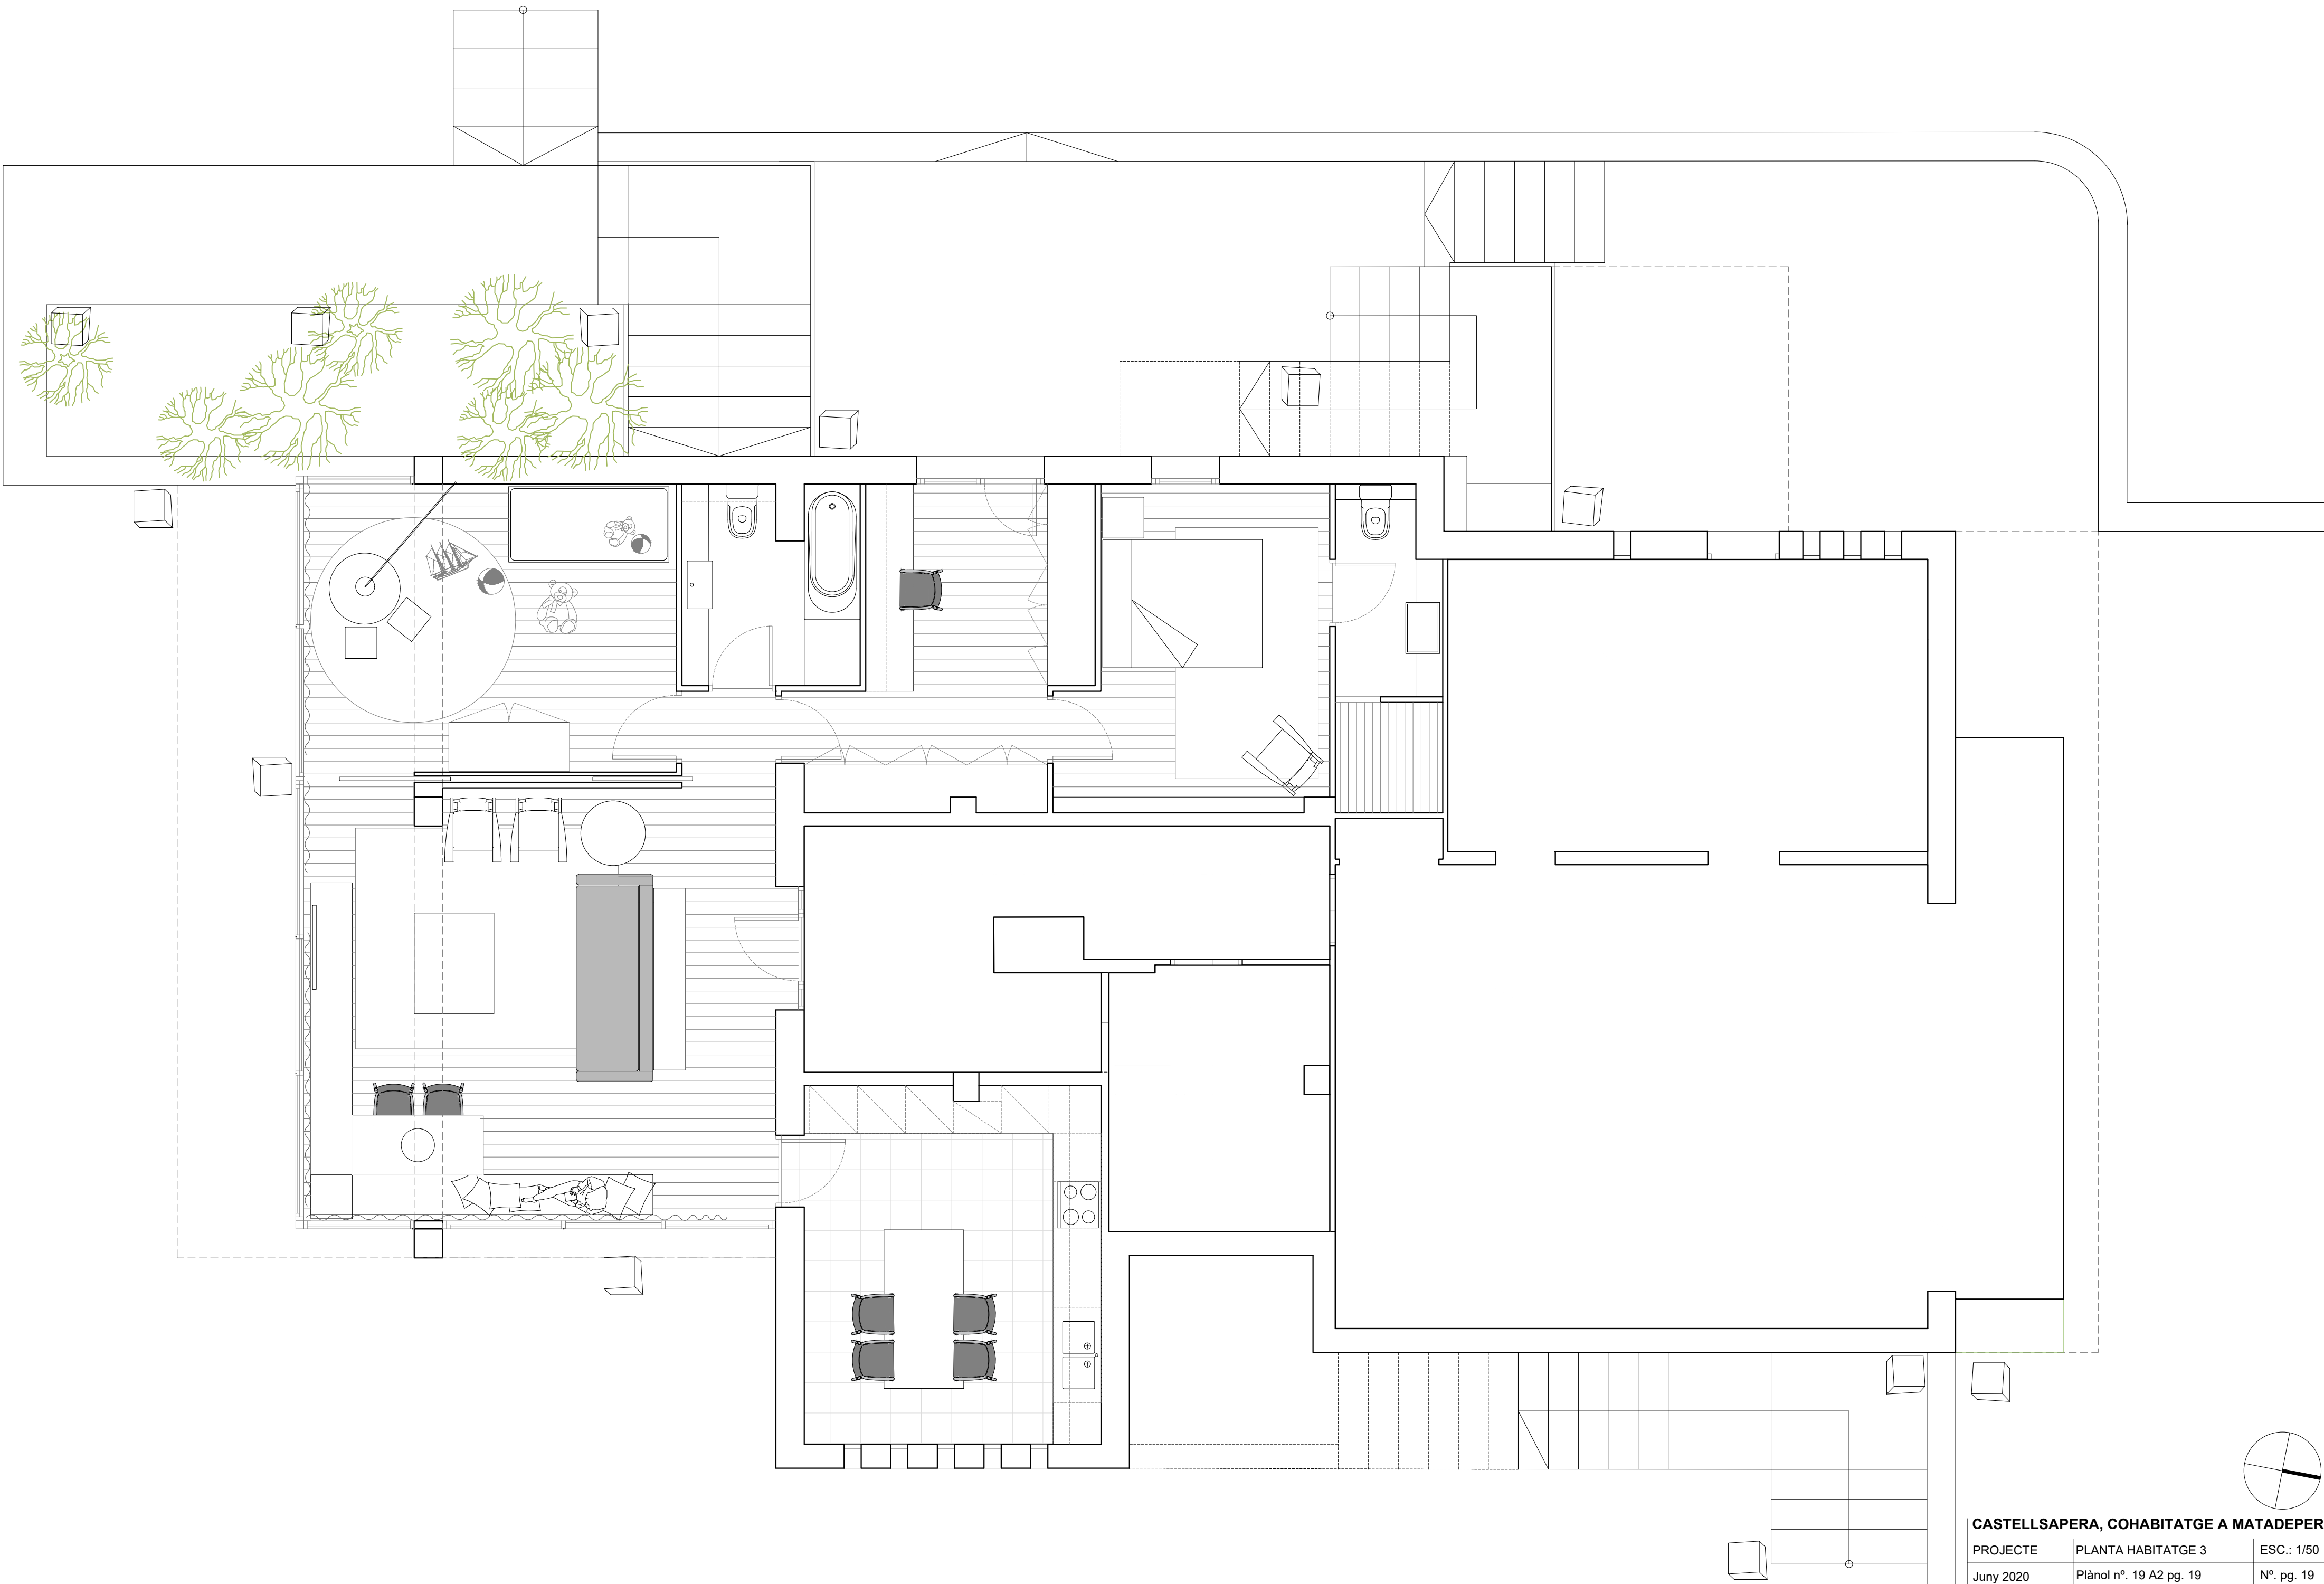 CASTELLSAPERA, COHABITATGE A MATADEPER
PROJECTE PLANTA HABITATGE 3 ESC.: 1/50
Juny 2020 Plànol nº. 19 A2 pg. 19 Nº. pg. 19